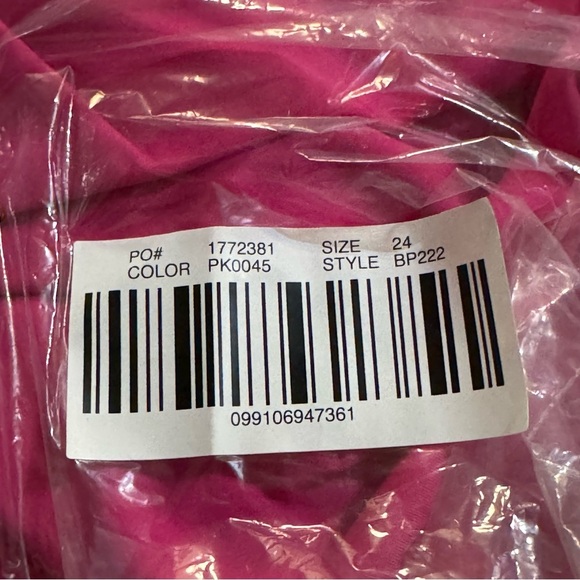 PO# 1772381 SIZE 24
COLOR PK0045 STYLE BP222
099106947361